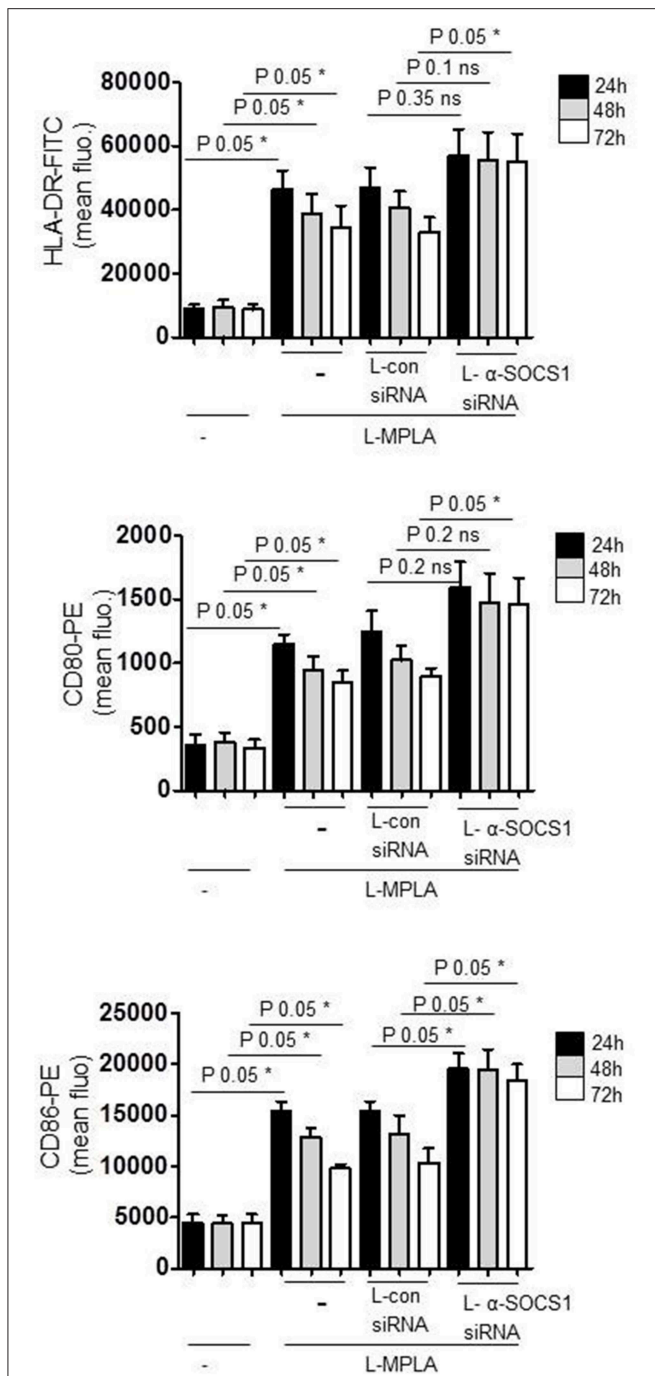 P 0.05 *
P 0.05 *
P 0.1 ns
P 0.05 *
P 0.35 ns
P 0.05 *
24h
48h
72h
HLA-DR-FITC
(mean fluo.)
80000
60000
40000
20000
0
-
L-con
siRNA
L- α-SOCS1
siRNA
-
L-MPLA
P 0.05 *
P 0.05 *
P 0.2 ns
P 0.05 *
P 0.2 ns
P 0.05 *
24h
48h
72h
CD80-PE
(mean fluo.)
2000
1500
1000
500
0
-
L-con
siRNA
L- α-SOCS1
siRNA
-
L-MPLA
P 0.05 *
P 0.05 *
P 0.05 *
P 0.05 *
P 0.05 *
P 0.05 *
24h
48h
72h
CD86-PE
(mean fluo)
25000
20000
15000
10000
5000
0
-
L-con
siRNA
L- α-SOCS1
siRNA
-
L-MPLA